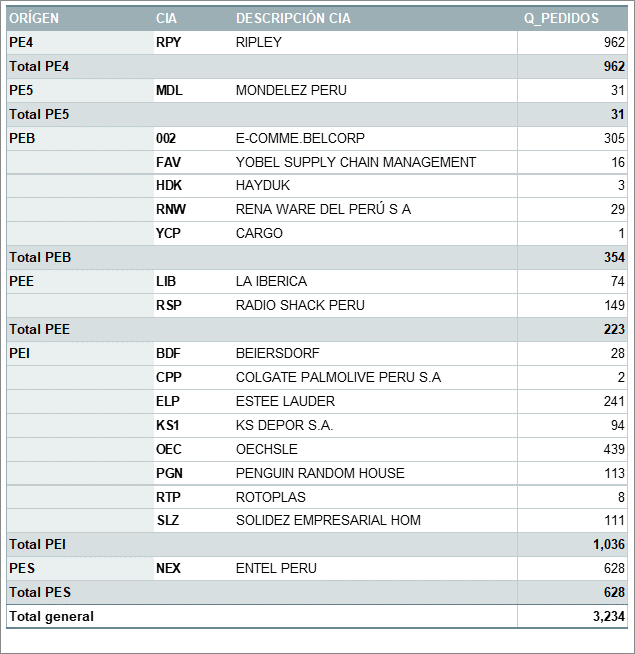 ORÍGEN CIA DESCRIPCIÓN CIA Q_PEDIDOS
PE4 RPY RIPLEY 962
Total PE4 962
PE5 MDL MONDELEZ PERU 31
Total PE5 31
PEB 002 E-COMME.BELCORP 305
FAV YOBEL SUPPLY CHAIN MANAGEMENT 16
HDK HAYDUK 3
RNW RENA WARE DEL PERÚ S A 29
YCP CARGO 1
Total PEB 354
PEE LIB LA IBERICA 74
RSP RADIO SHACK PERU 149
Total PEE 223
PEI BDF BEIERSDORF 28
CPP COLGATE PALMOLIVE PERU S.A 2
ELP ESTEE LAUDER 241
KS1 KS DEPOR S.A. 94
OEC OECHSLE 439
PGN PENGUIN RANDOM HOUSE 113
RTP ROTOPLAS 8
SLZ SOLIDEZ EMPRESARIAL HOM 111
Total PEI 1,036
PES NEX ENTEL PERU 628
Total PES 628
Total general 3,234